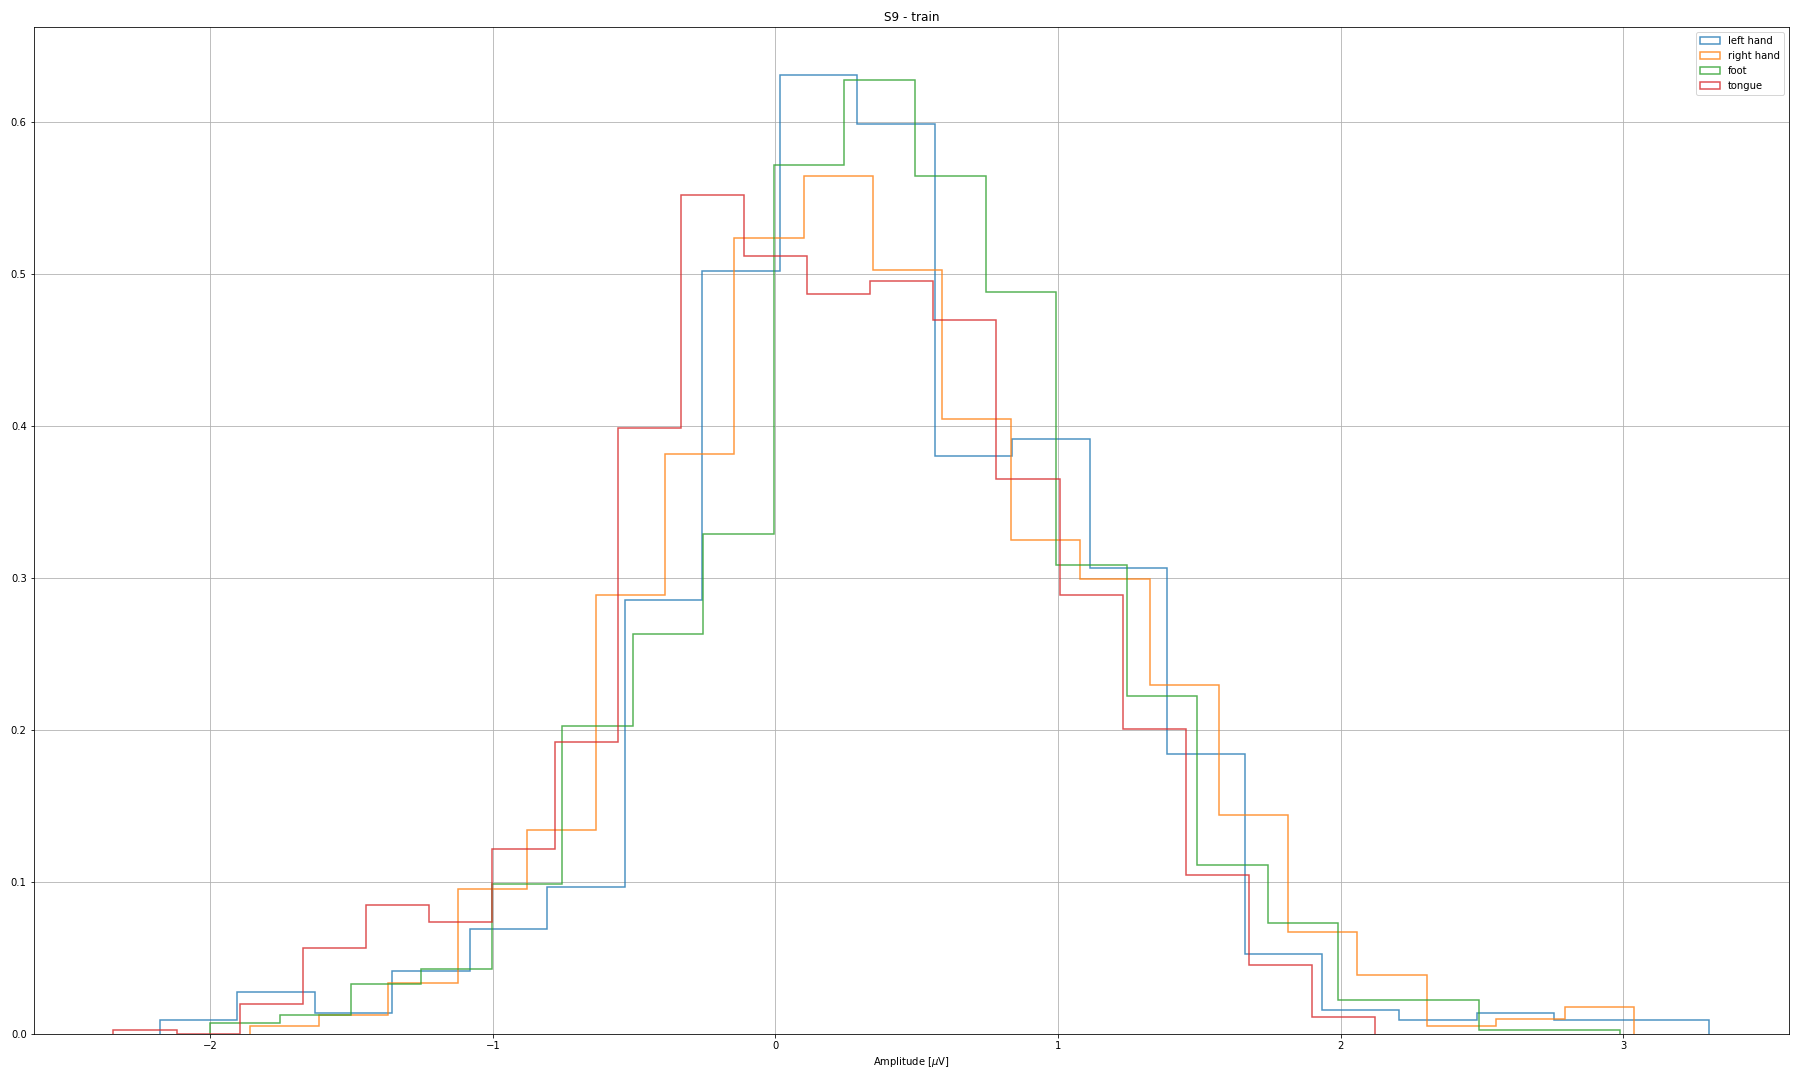 S9 - train
left hand
right hand
foot
tongue
0.6
0.5
0.4
0.3
0.2
0.1
0.0
−2 −1 0 1 2 3
Amplitude [μV]